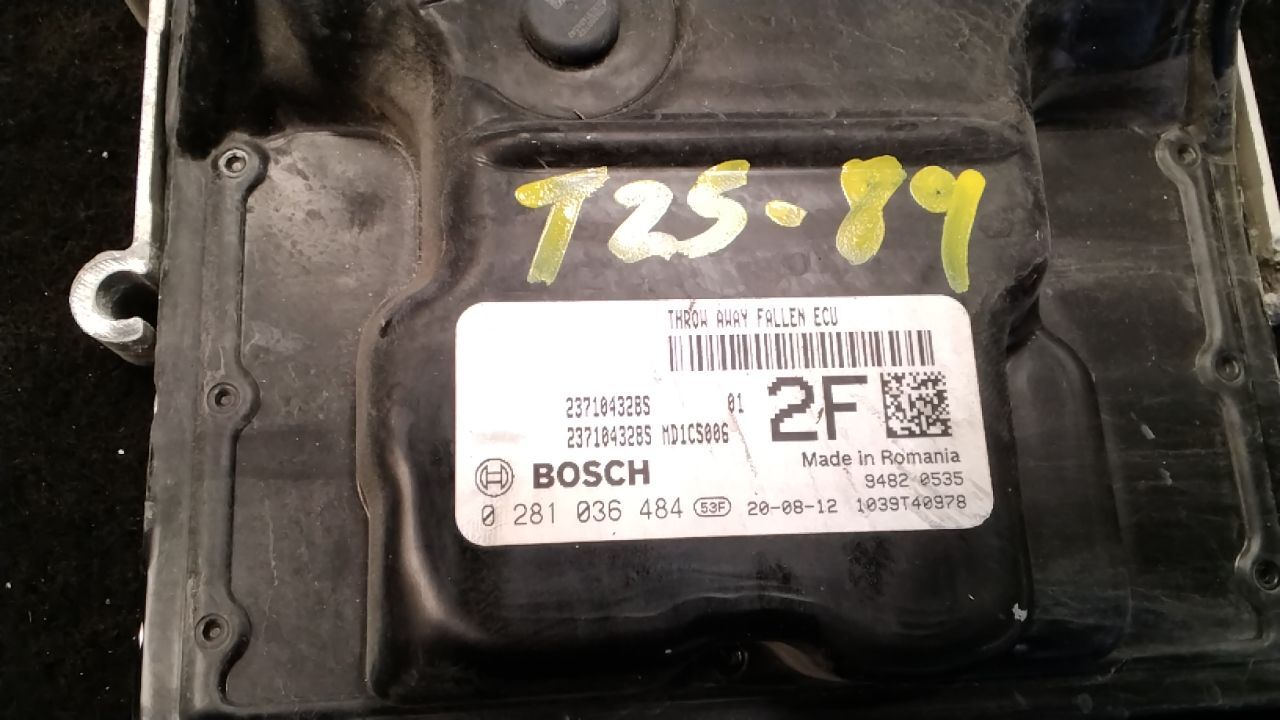 T25-89
THROW AWAY FALLEN ECU
237104328S 01
2F
237104328S MD1CS006
Made in Romania
BOSCH
9482 0535
0 281 036 484 53F 20-08-12 1039T40978